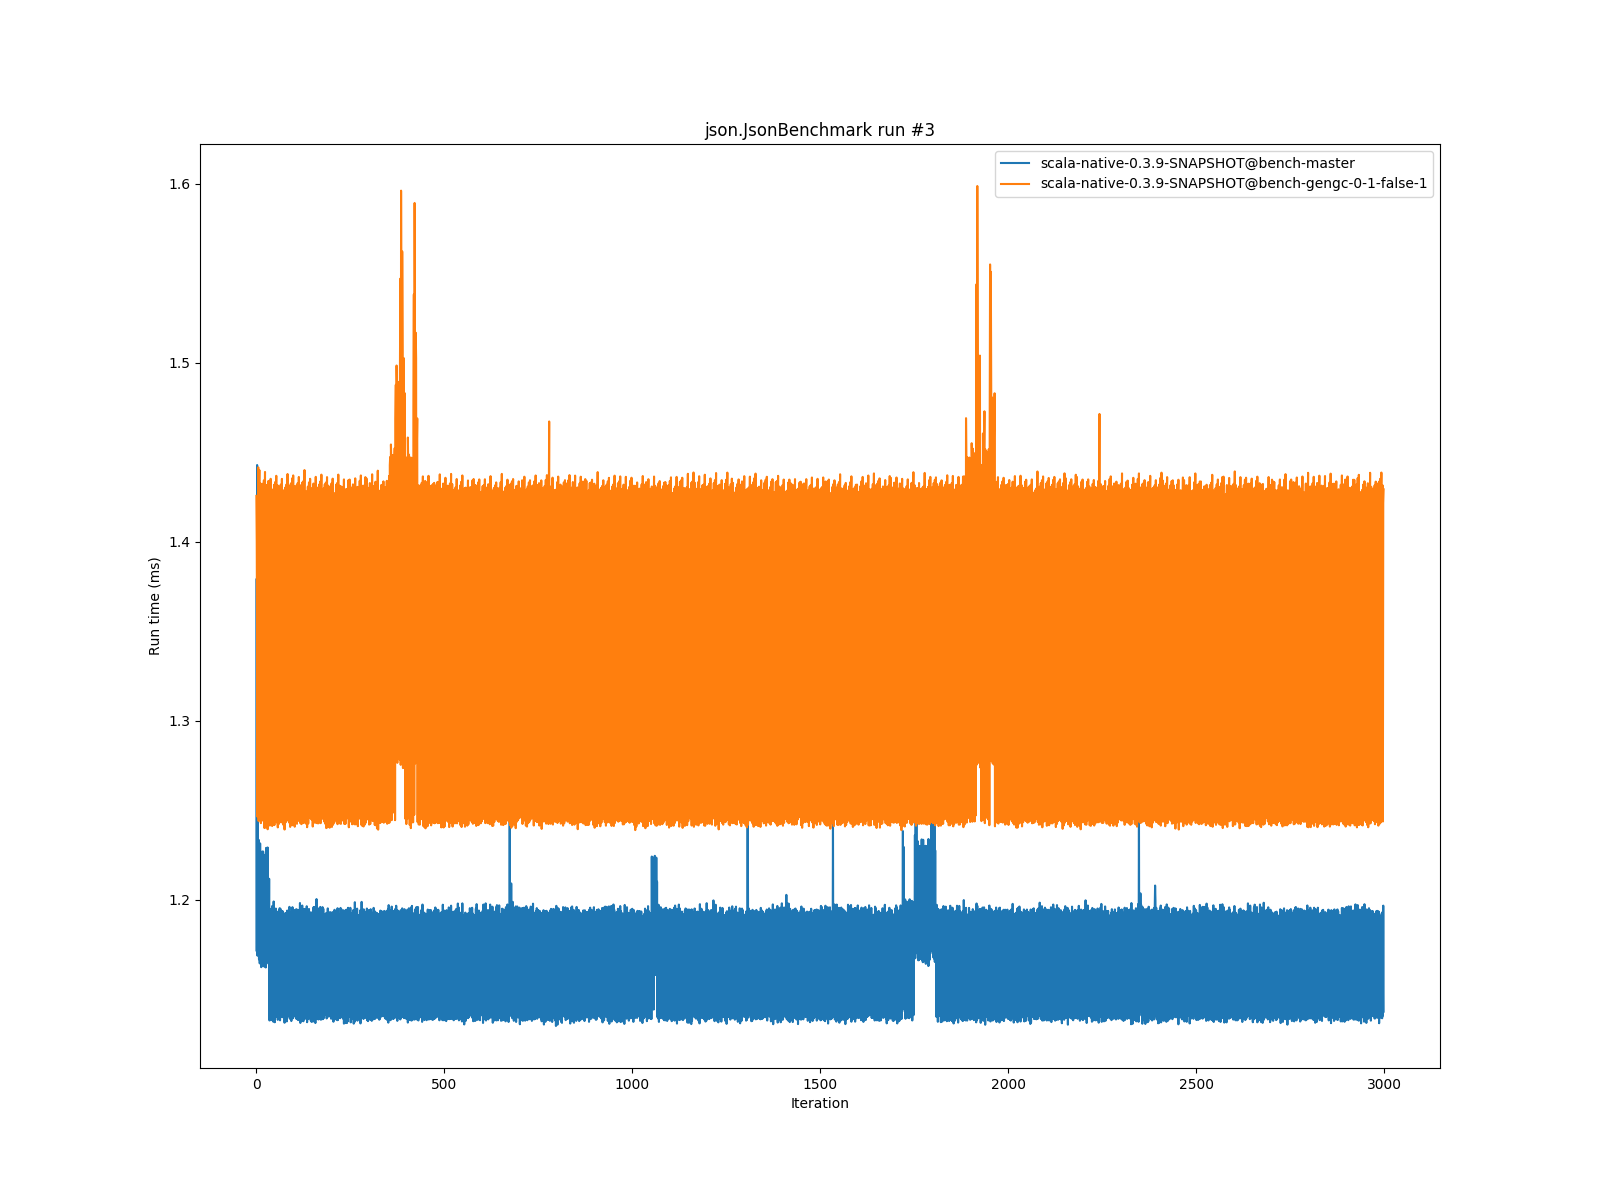 json.JsonBenchmark run #3
scala-native-0.3.9-SNAPSHOT@bench-master
scala-native-0.3.9-SNAPSHOT@bench-gengc-0-1-false-1
1.6
1.5
1.4
1.3
1.2
Run time (ms)
0 500 1000 1500 2000 2500 3000
Iteration